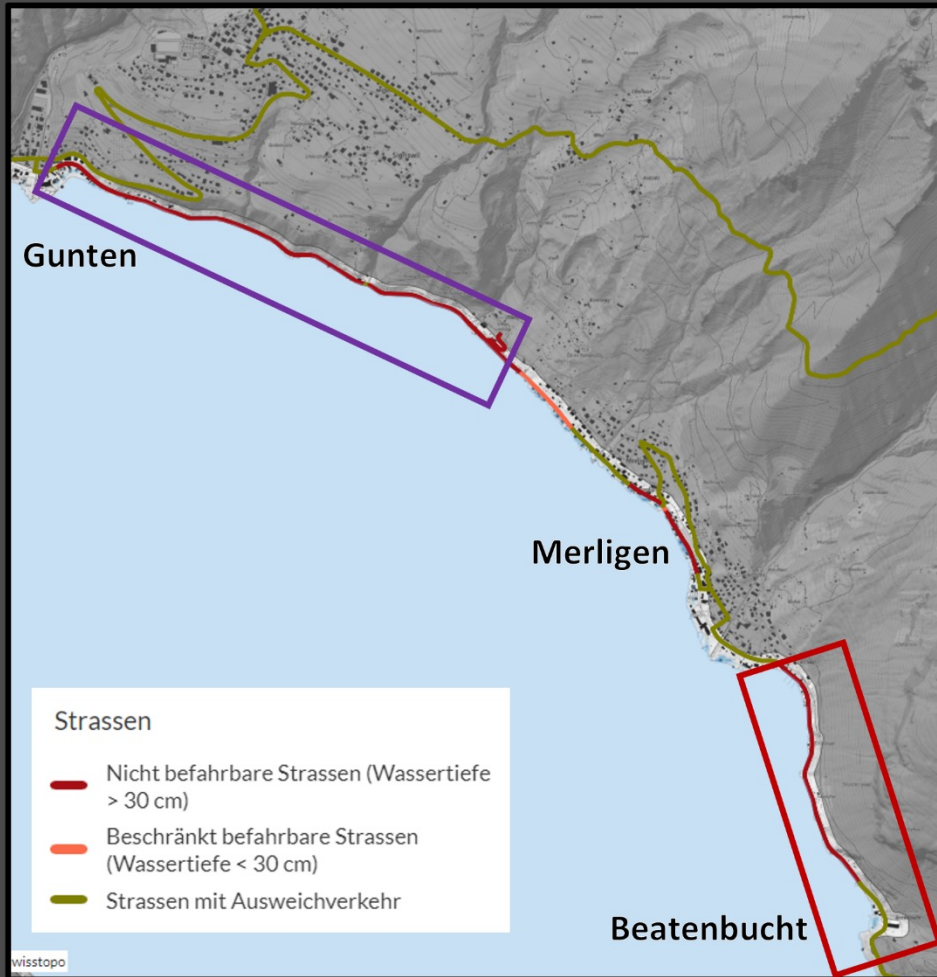 Gunten
Merligen
Strassen
Nicht befahrbare Strassen (Wassertiefe
> 30 cm)
Beschränkt befahrbare Strassen
(Wassertiefe < 30 cm)
Strassen mit Ausweichverkehr
Beatenbucht
wisstopo